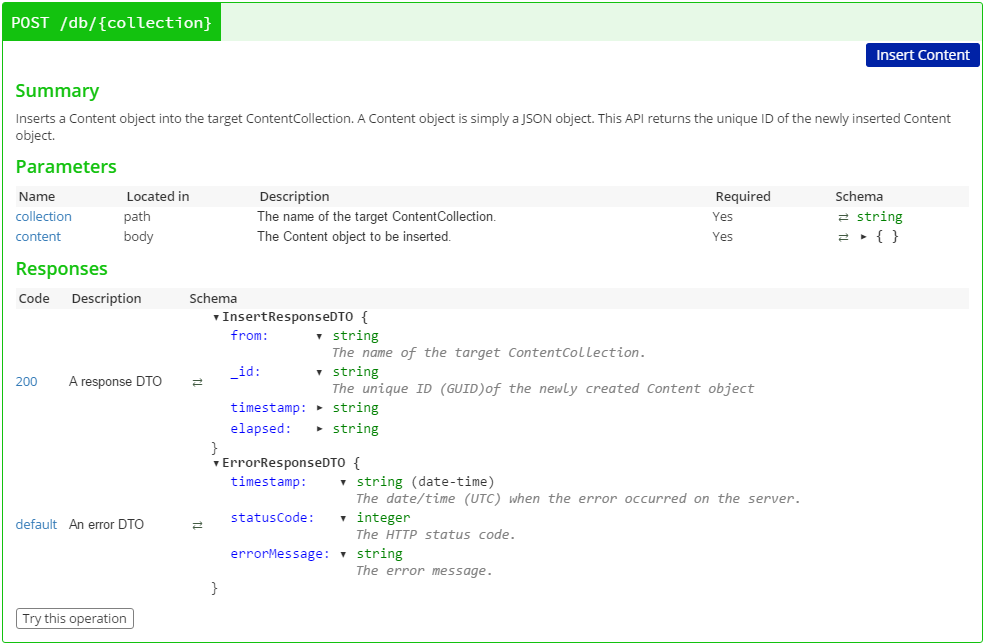 POST /db/{collection}
Insert Content
Summary
Inserts a Content object into the target ContentCollection. A Content object is simply a JSON object. This API returns the unique ID of the newly inserted Content
object.
Parameters
Name Located in Description Required Schema
collection path The name of the target ContentCollection. Yes ⇄ string
content body The Content object to be inserted. Yes ⇄ ▸ { }
Responses
Code Description Schema
▾InsertResponseDTO {
from: ▾ string
The name of the target ContentCollection.
_id: ▾ string
The unique ID (GUID)of the newly created Content object
200 A response DTO ⇄
timestamp: ▸ string
elapsed: ▸ string
}
▾ErrorResponseDTO {
timestamp: ▾ string (date-time)
The date/time (UTC) when the error occurred on the server.
statusCode: ▾ integer
default An error DTO ⇄
The HTTP status code.
errorMessage: ▾ string
The error message.
}
Try this operation